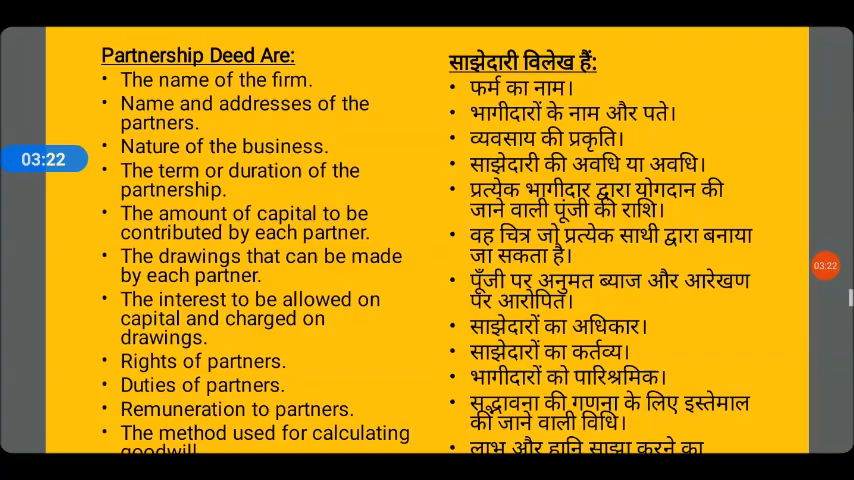 Partnership Deed Are:
• The name of the firm.
• Name and addresses of the
partners.
• Nature of the business.
• The term or duration of the
partnership.
• The amount of capital to be
contributed by each partner.
• The drawings that can be made
by each partner.
• The interest to be allowed on
capital and charged on
drawings.
• Rights of partners.
• Duties of partners.
• Remuneration to partners.
• The method used for calculating
goodwill
साझेदारी विलेख हैं:
• फर्म का नाम।
• भागीदारों के नाम और पते।
• व्यवसाय की प्रकृति।
• साझेदारी की अवधि या अवधि।
• प्रत्येक भागीदार द्वारा योगदान की
जाने वाली पूंजी की राशि।
• वह चित्र जो प्रत्येक साथी द्वारा बनाया
जा सकता है।
• पूँजी पर अनुमत ब्याज और आरेखण
पर आरोपित।
• साझेदारों का अधिकार।
• साझेदारों का कर्तव्य।
• भागीदारों को पारिश्रमिक।
• सद्भावना की गणना के लिए इस्तेमाल
की जाने वाली विधि।
• लाभ और हानि साझा करने का
03:22
03:22